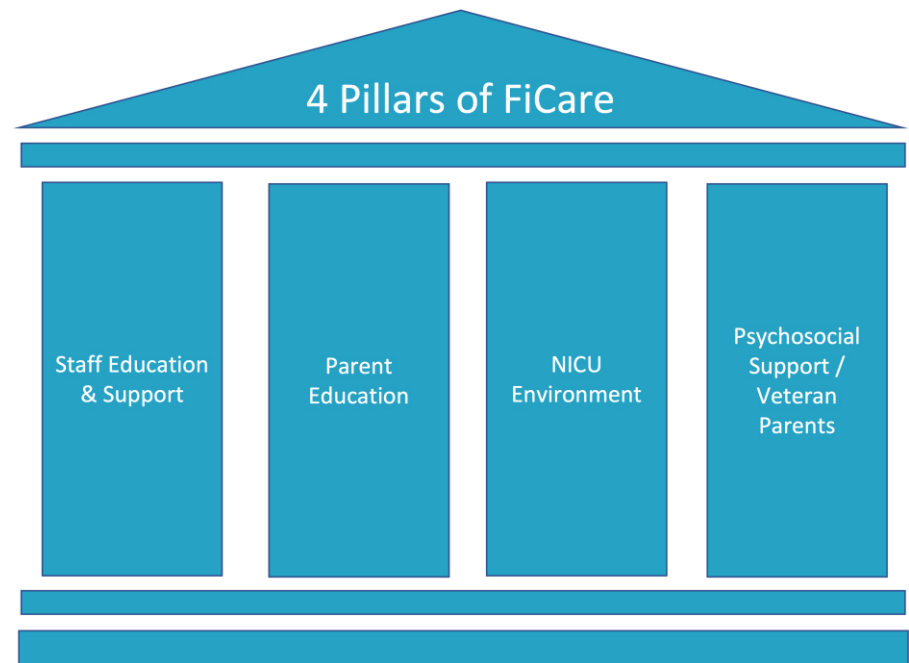 4 Pillars of FiCare
Staff Education
& Support
Parent
Education
NICU
Environment
Psychosocial
Support /
Veteran
Parents